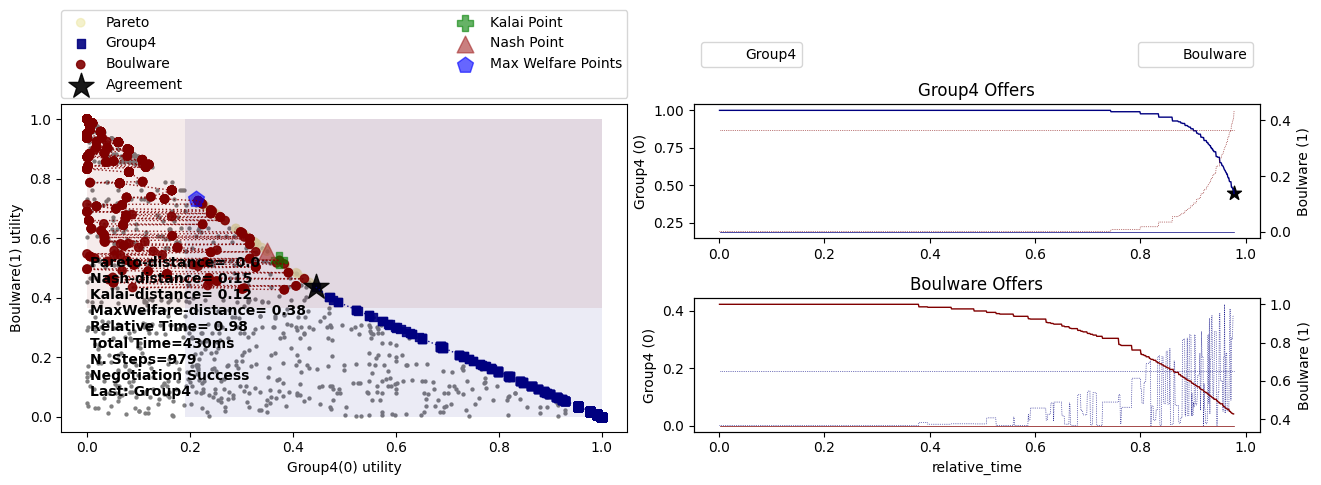 Pareto
Group4
Boulware
Agreement
Kalai Point
Nash Point
Max Welfare Points
Boulware(1) utility
1.0
0.8
0.6
0.4
0.2
0.0
Pareto-distance= 0.0
Nash-distance= 0.15
Kalai-distance= 0.12
MaxWelfare-distance= 0.38
Relative Time= 0.98
Total Time=430ms
N. Steps=979
Negotiation Success
Last: Group4
0.0 0.2 0.4 0.6 0.8 1.0
Group4(0) utility
Group4
Boulware
Group4 Offers
Group4 (0)
1.00
0.75
0.50
0.25
0.4
0.2
0.0
Boulware (1)
0.0 0.2 0.4 0.6 0.8 1.0
Boulware Offers
Group4 (0)
0.4
0.2
0.0
1.0
0.8
0.6
0.4
Boulware (1)
0.0 0.2 0.4 0.6 0.8 1.0
relative_time